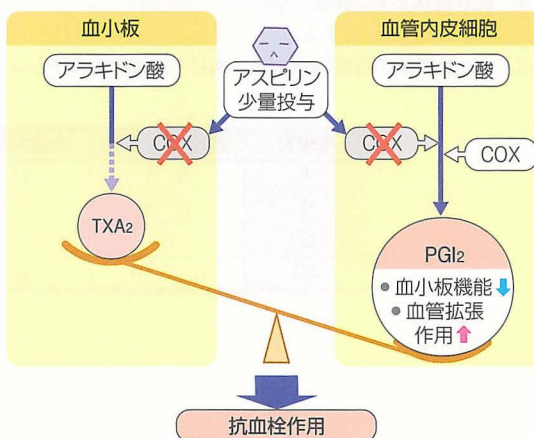 血小板
血管内皮細胞
アラキドン酸
アスピリン
少量投与
アラキドン酸
COX
COX
COX
TXA₂
PGI₂
● 血小板機能⬇
● 血管拡張
作用⬆
抗血栓作用